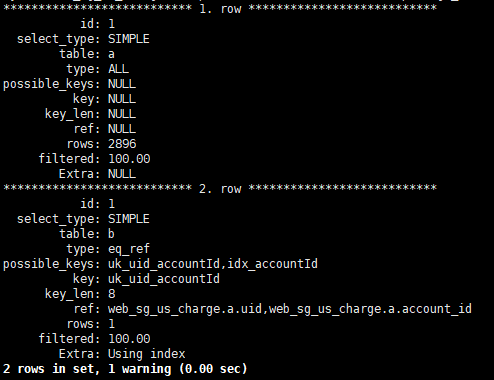 *************************** 1. row ***************************
id: 1
select_type: SIMPLE
table: a
type: ALL
possible_keys: NULL
key: NULL
key_len: NULL
ref: NULL
rows: 2896
filtered: 100.00
Extra: NULL
*************************** 2. row ***************************
id: 1
select_type: SIMPLE
table: b
type: eq_ref
possible_keys: uk_uid_accountId,idx_accountId
key: uk_uid_accountId
key_len: 8
ref: web_sg_us_charge.a.uid,web_sg_us_charge.a.account_id
rows: 1
filtered: 100.00
Extra: Using index
2 rows in set, 1 warning (0.00 sec)